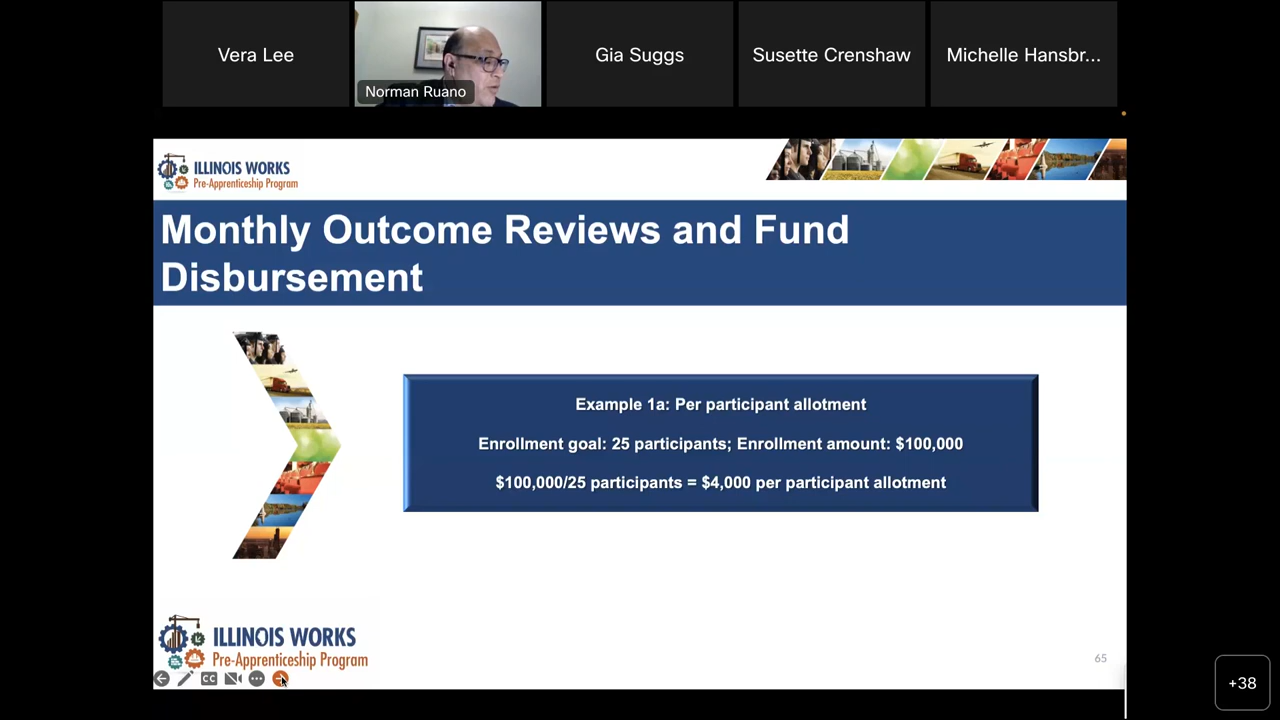 Vera Lee
Norman Ruano
Gia Suggs
Susette Crenshaw
Michelle Hansbr...
ILLINOIS WORKS
Pre-Apprenticeship Program
Monthly Outcome Reviews and Fund
Disbursement
Example 1a: Per participant allotment
Enrollment goal: 25 participants; Enrollment amount: $100,000
$100,000/25 participants = $4,000 per participant allotment
ILLINOIS WORKS
Pre-Apprenticeship Program
65
CC
+38